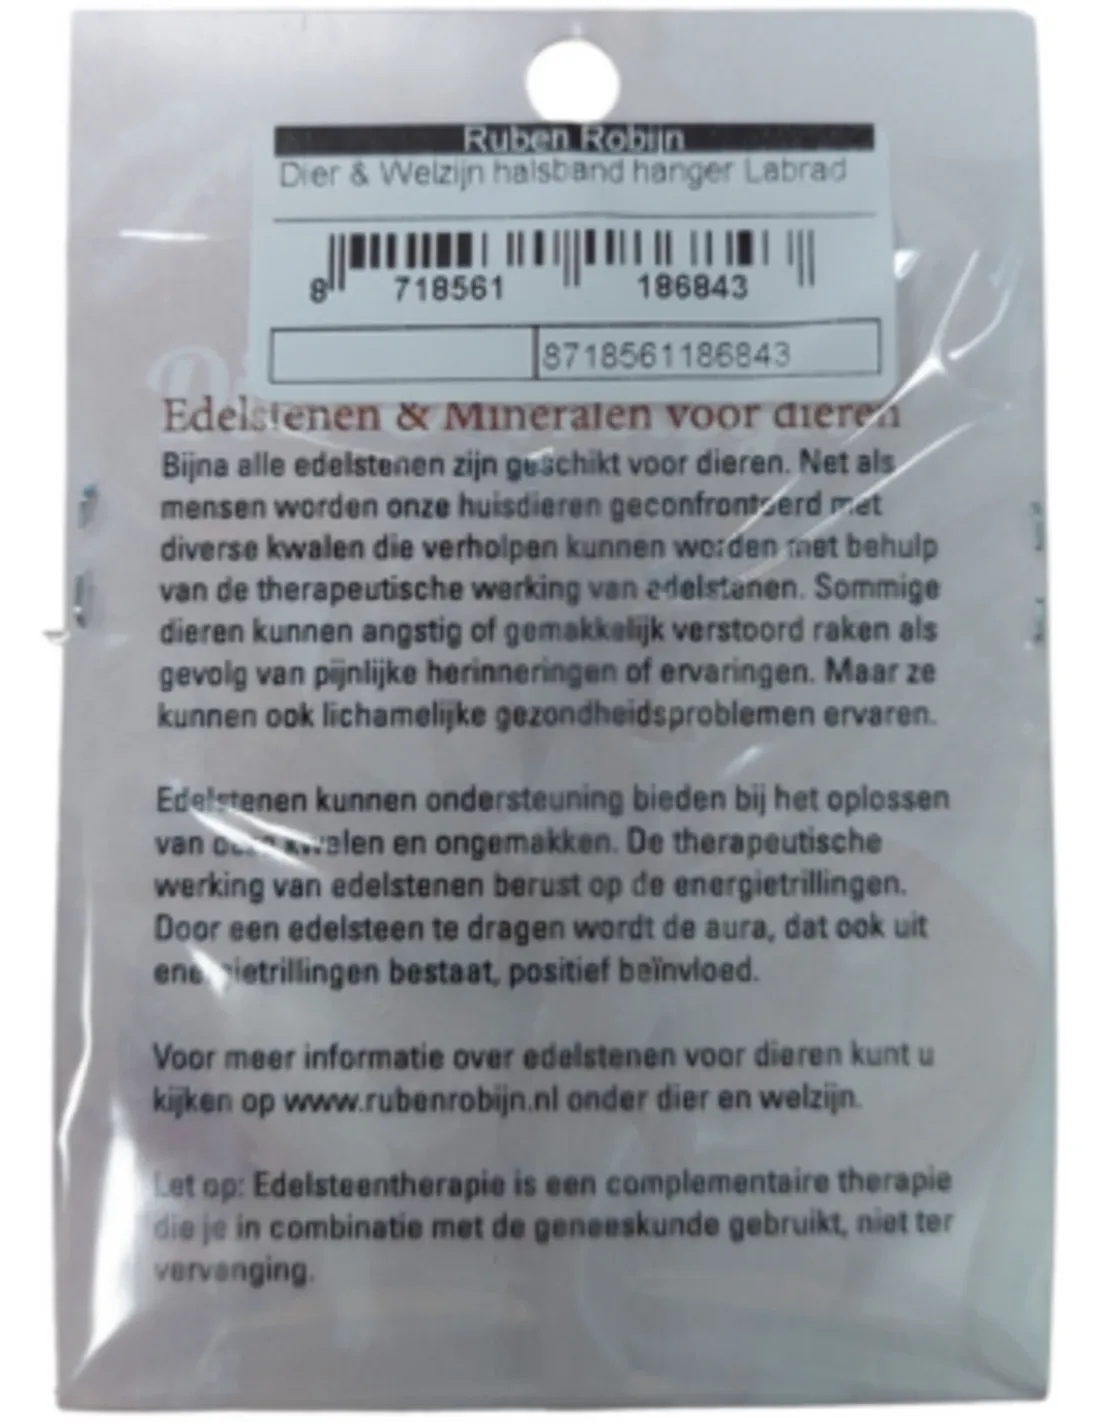 Ruben Robijn
Dier & Welzijn halsband hanger Labrad
8 718561 186843
8718561186843
Edelstenen & Mineralen voor dieren
Bijna alle edelstenen zijn geschikt voor dieren. Net als
mensen worden onze huisdieren geconfronteerd met
diverse kwalen die verholpen kunnen worden met behulp
van de therapeutische werking van edelstenen. Sommige
dieren kunnen angstig of gemakkelijk verstoord raken als
gevolg van pijnlijke herinneringen of ervaringen. Maar ze
kunnen ook lichamelijke gezondheidsproblemen ervaren.
Edelstenen kunnen ondersteuning bieden bij het oplossen
van deze kwalen en ongemakken. De therapeutische
werking van edelstenen berust op de energietrillingen.
Door een edelsteen te dragen wordt de aura, dat ook uit
energietrillingen bestaat, positief beïnvloed.
Voor meer informatie over edelstenen voor dieren kunt u
kijken op www.rubenrobijn.nl onder dier en welzijn.
Let op: Edelsteentherapie is een complementaire therapie
die je in combinatie met de geneeskunde gebruikt, niet ter
vervanging.